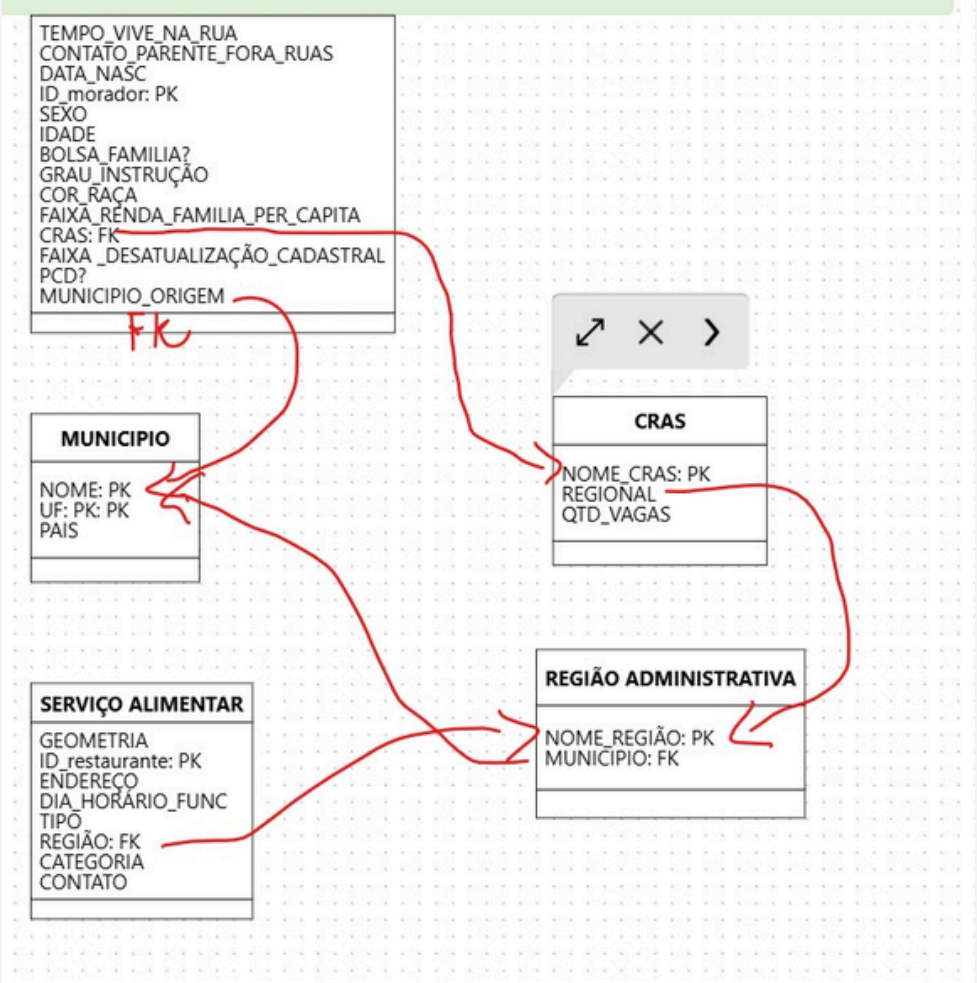 TEMPO_VIVE_NA_RUA
CONTATO_PARENTE_FORA_RUAS
DATA_NASC
ID_morador: PK
SEXO
IDADE
BOLSA_FAMILIA?
GRAU_INSTRUÇÃO
COR_RAÇA
FAIXA_RENDA_FAMILIA_PER_CAPITA
CRAS: FK
FAIXA _DESATUALIZAÇÃO_CADASTRAL
PCD?
MUNICIPIO_ORIGEM
FK
MUNICIPIO
NOME: PK
UF: PK: PK
PAIS
CRAS
NOME_CRAS: PK
REGIONAL
QTD_VAGAS
SERVIÇO ALIMENTAR
GEOMETRIA
ID_restaurante: PK
ENDEREÇO
DIA_HORÁRIO_FUNC
TIPO
REGIÃO: FK
CATEGORIA
CONTATO
REGIÃO ADMINISTRATIVA
NOME_REGIÃO: PK
MUNICIPIO: FK